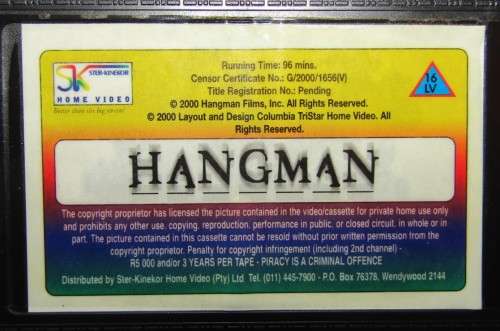 STER-KINEKOR
SK
HOME VIDEO
Better than the big screen!
Running Time: 96 mins.
Censor Certificate No.: G/2000/1656(V)
Title Registration No.: Pending
© 2000 Hangman Films, Inc. All Rights Reserved.
© 2000 Layout and Design Columbia TriStar Home Video. All
Rights Reserved.
16
LV
HANGMAN
The copyright proprietor has licensed the picture contained in the video/cassette for private home use only
and prohibits any other use, copying, reproduction, performance in public, or closed circuit, in whole or in
part. The picture contained in this cassette cannot be resold without prior written permission from the
copyright proprietor. Penalty for copyright infringement (including 2nd channel) -
R5 000 and/or 3 YEARS PER TAPE - PIRACY IS A CRIMINAL OFFENCE
Distributed by Ster-Kinekor Home Video (Pty) Ltd. Tel. (011) 445-7900 - P.O. Box 76378, Wendywood 2144